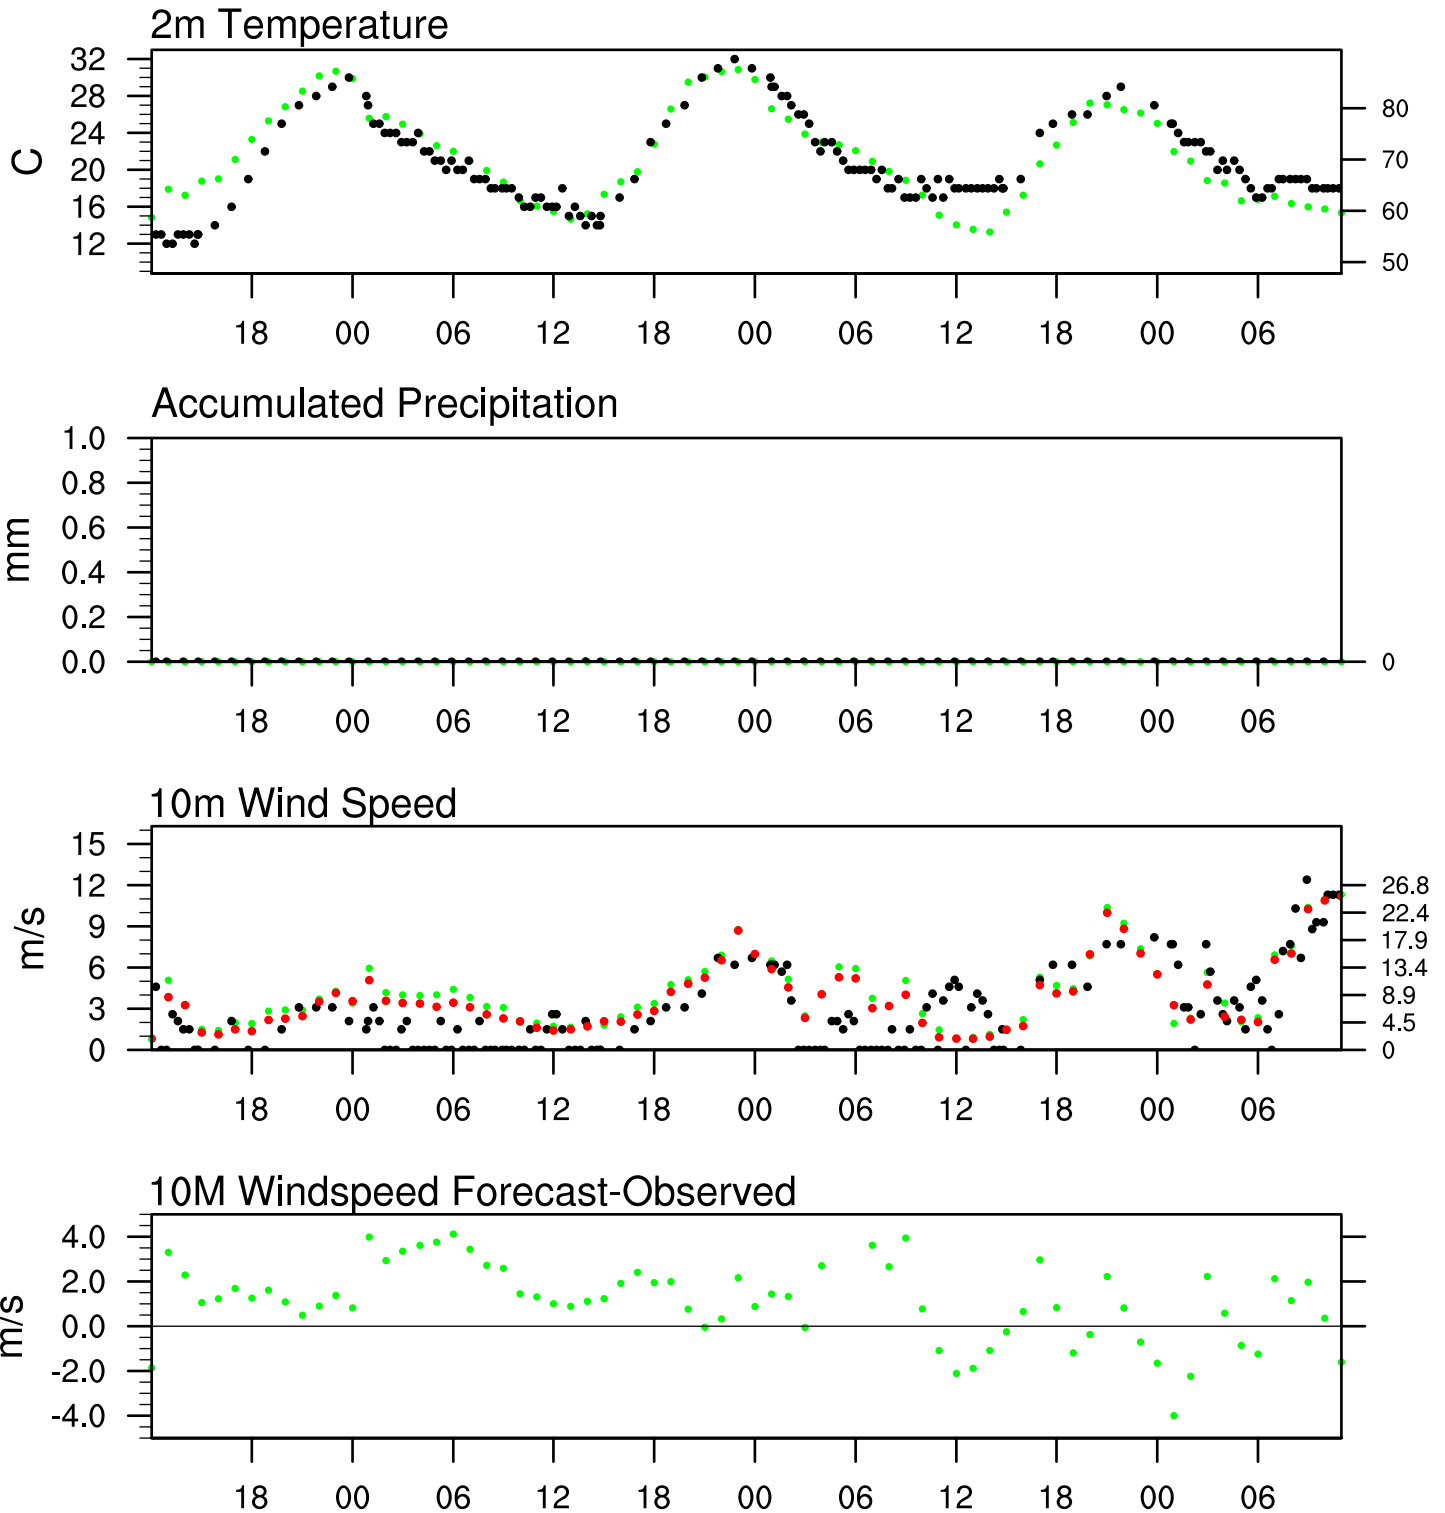 2m Temperature
32
28
24
20
16
12
C
80
70
60
50
18 00 06 12 18 00 06 12 18 00 06
Accumulated Precipitation
1.0
0.8
0.6
0.4
0.2
0.0
mm
0
18 00 06 12 18 00 06 12 18 00 06
10m Wind Speed
15
12
9
6
3
0
m/s
26.8
22.4
17.9
13.4
8.9
4.5
0
18 00 06 12 18 00 06 12 18 00 06
10M Windspeed Forecast-Observed
4.0
2.0
0.0
-2.0
-4.0
m/s
18 00 06 12 18 00 06 12 18 00 06